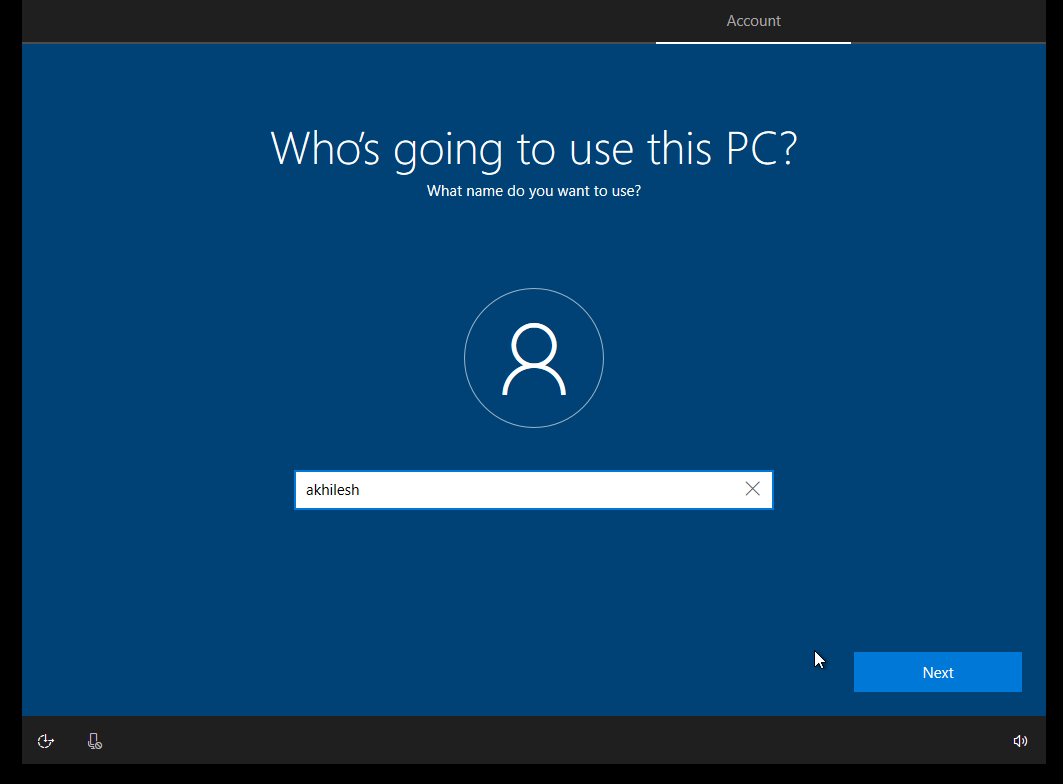 Account
Who's going to use this PC?
What name do you want to use?
akhilesh
Next